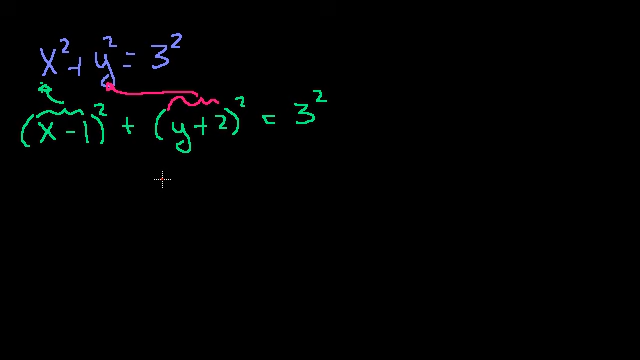 x² + y² = 3²
(x - 1)² + (y + 2)² = 3²